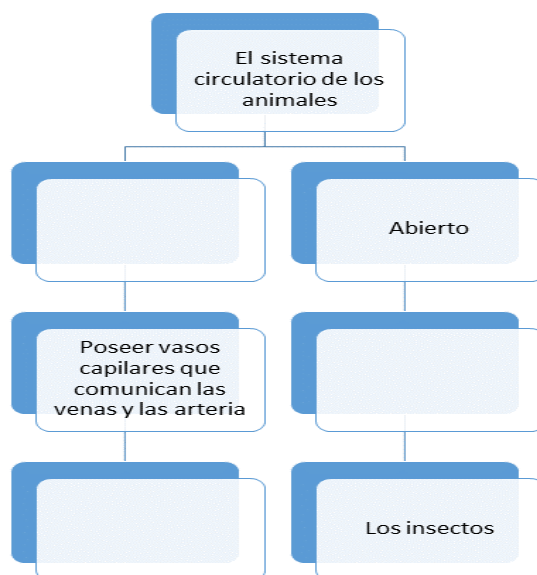 El sistema
circulatorio de los
animales
Abierto
Poseer vasos
capilares que
comunican las
venas y las arteria
Los insectos